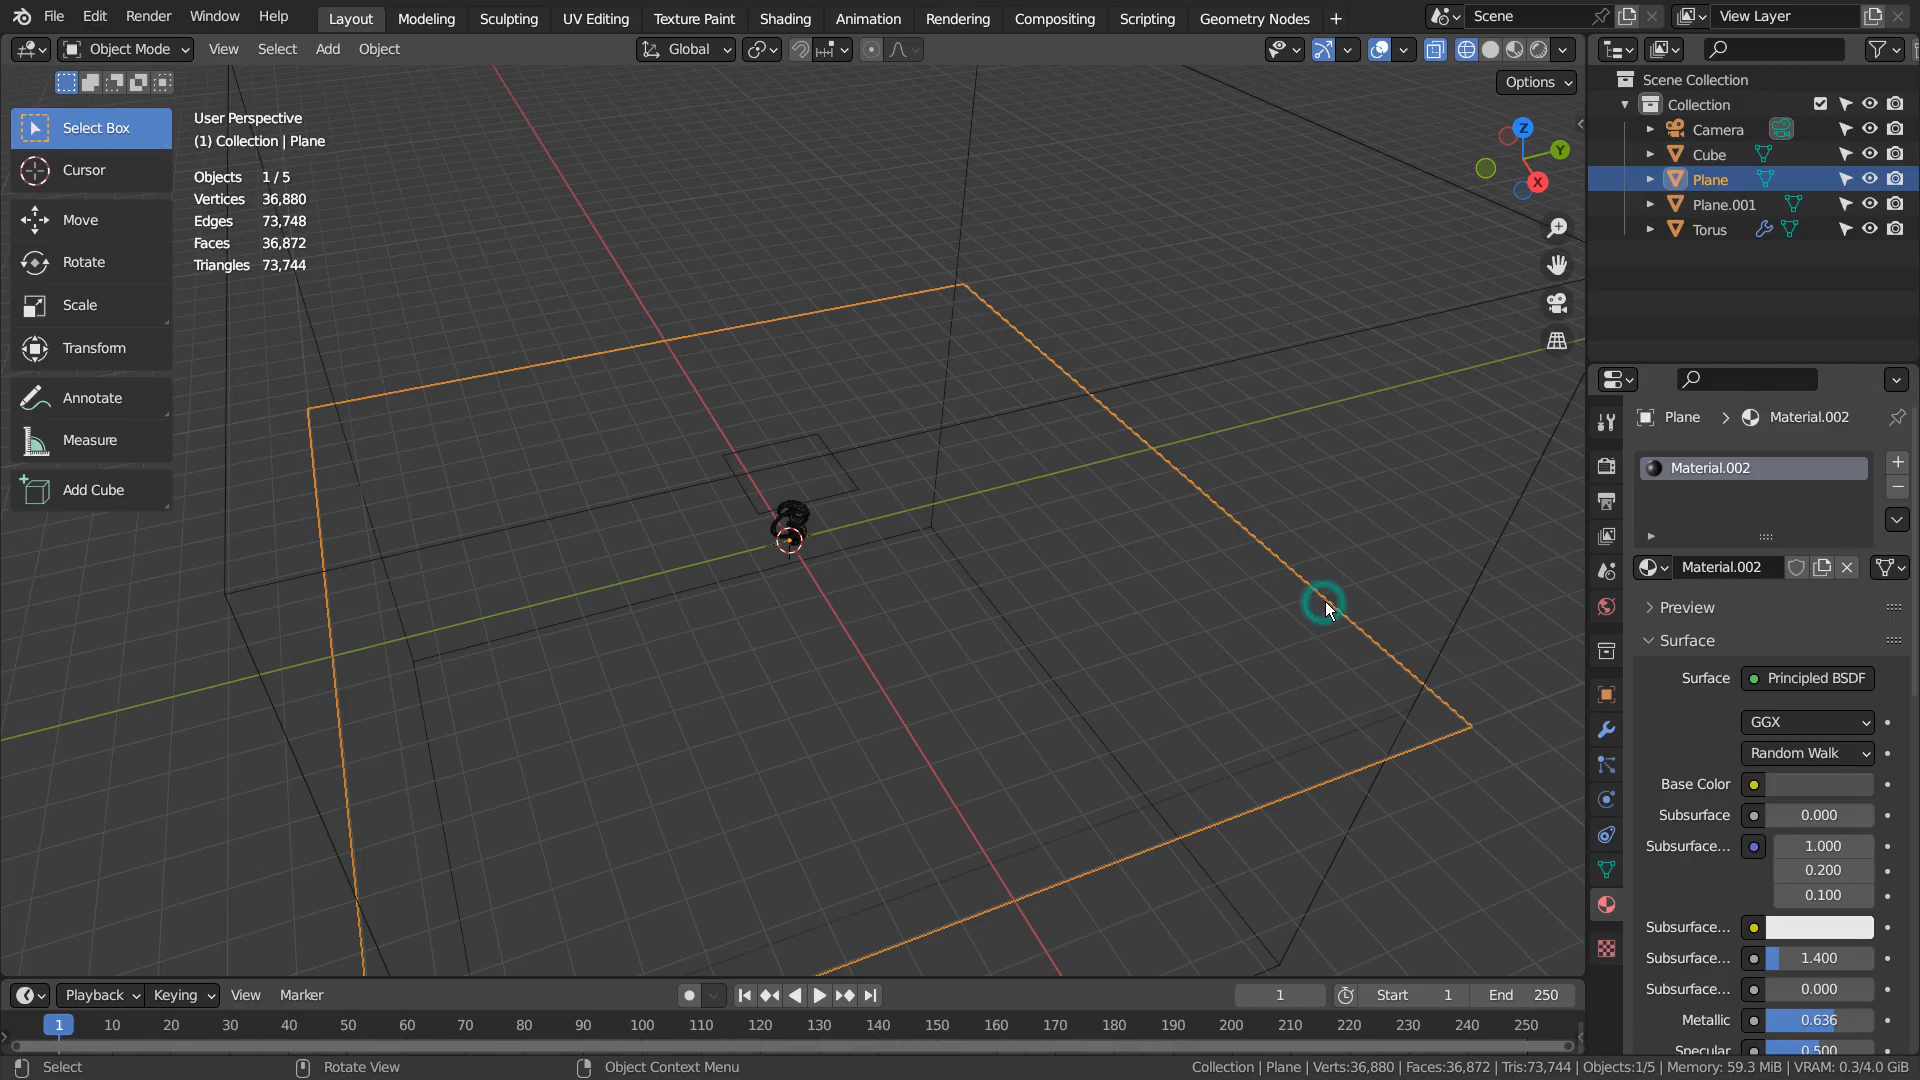 File Edit Render Window Help Layout Modeling Sculpting UV Editing Texture Paint Shading Animation Rendering Compositing Scripting Geometry Nodes + Scene View Layer
Object Mode View Select Add Object Global
Options
Select Box
Cursor
Move
Rotate
Scale
Transform
Annotate
Measure
Add Cube
User Perspective
(1) Collection | Plane
Objects 1 / 5
Vertices 36,880
Edges 73,748
Faces 36,872
Triangles 73,744
Z
Y
X
Scene Collection
Collection
Camera
Cube
Plane
Plane.001
Torus
Plane > Material.002
Material.002
Material.002
Preview
Surface
Surface Principled BSDF
GGX
Random Walk
Base Color
Subsurface 0.000
Subsurface... 1.000
0.200
0.100
Subsurface...
Subsurface... 1.400
Subsurface... 0.000
Metallic 0.636
Specular 0.500
Playback Keying View Marker 1 Start 1 End 250
1 10 20 30 40 50 60 70 80 90 100 110 120 130 140 150 160 170 180 190 200 210 220 230 240 250
Select Rotate View Object Context Menu Collection | Plane | Verts:36,880 | Faces:36,872 | Tris:73,744 | Objects:1/5 | Memory: 59.3 MiB | VRAM: 0.3/4.0 GiB